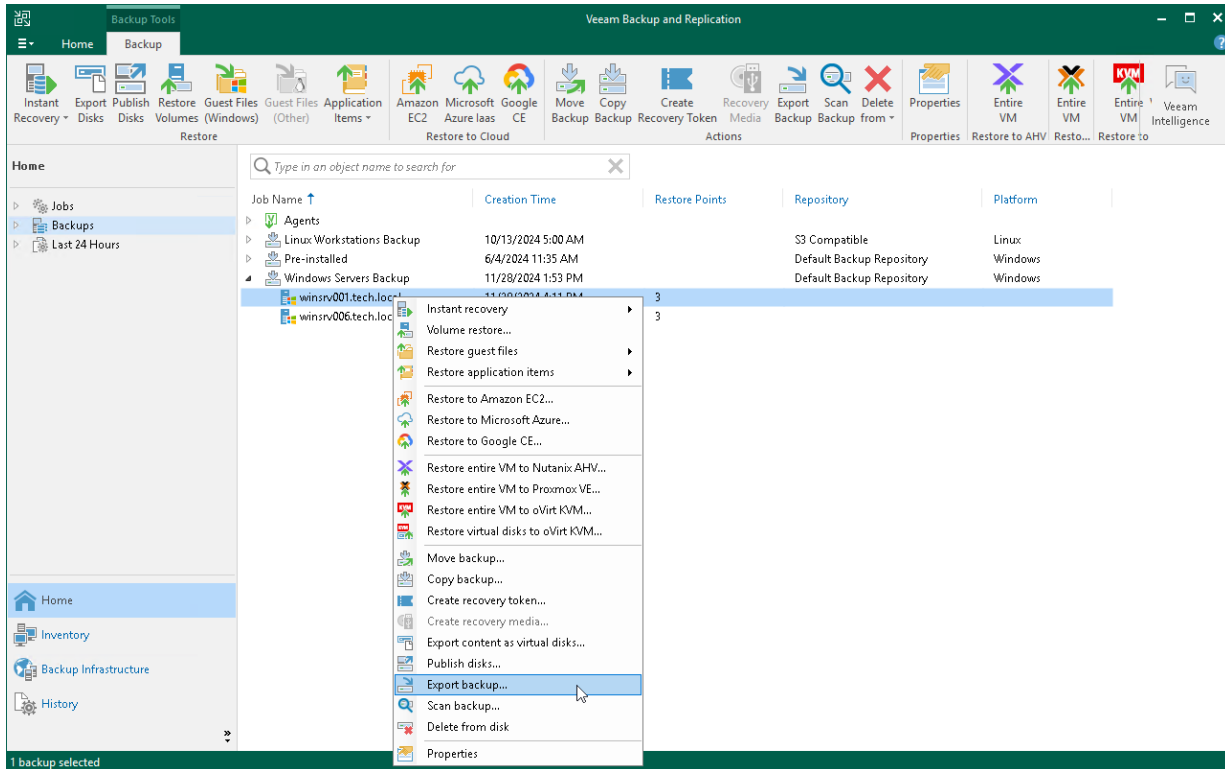 Backup Tools
Veeam Backup and Replication
Home Backup
Instant Recovery
Export Disks
Publish Disks
Restore Volumes
Guest Files (Windows)
Guest Files (Other)
Application Items
Amazon EC2
Microsoft Azure Iaas
Google CE
Move Backup
Copy Backup
Create Recovery Token
Recovery Media
Export Backup
Scan Backup
Delete from
Properties
Entire VM
Entire VM
KVM
Entire VM
Veeam Intelligence
Restore
Restore to Cloud
Actions
Properties
Restore to AHV
Resto...
Restore to
Home
Jobs
Backups
Last 24 Hours
Type in an object name to search for
Job Name Creation Time Restore Points Repository Platform
Agents
Linux Workstations Backup 10/13/2024 5:00 AM S3 Compatible Linux
Pre-installed 6/4/2024 11:35 AM Default Backup Repository Windows
Windows Servers Backup 11/28/2024 1:53 PM Default Backup Repository Windows
winsrv001.tech.local 11/28/2024 4:11 PM 3
winsrv006.tech.loc 3
Instant recovery
Volume restore...
Restore guest files
Restore application items
Restore to Amazon EC2...
Restore to Microsoft Azure...
Restore to Google CE...
Restore entire VM to Nutanix AHV...
Restore entire VM to Proxmox VE...
KVM Restore entire VM to oVirt KVM...
KVM Restore virtual disks to oVirt KVM...
Move backup...
Copy backup...
Create recovery token...
Create recovery media...
Export content as virtual disks...
Publish disks...
Export backup...
Scan backup...
Delete from disk
Properties
Home
Inventory
Backup Infrastructure
History
1 backup selected